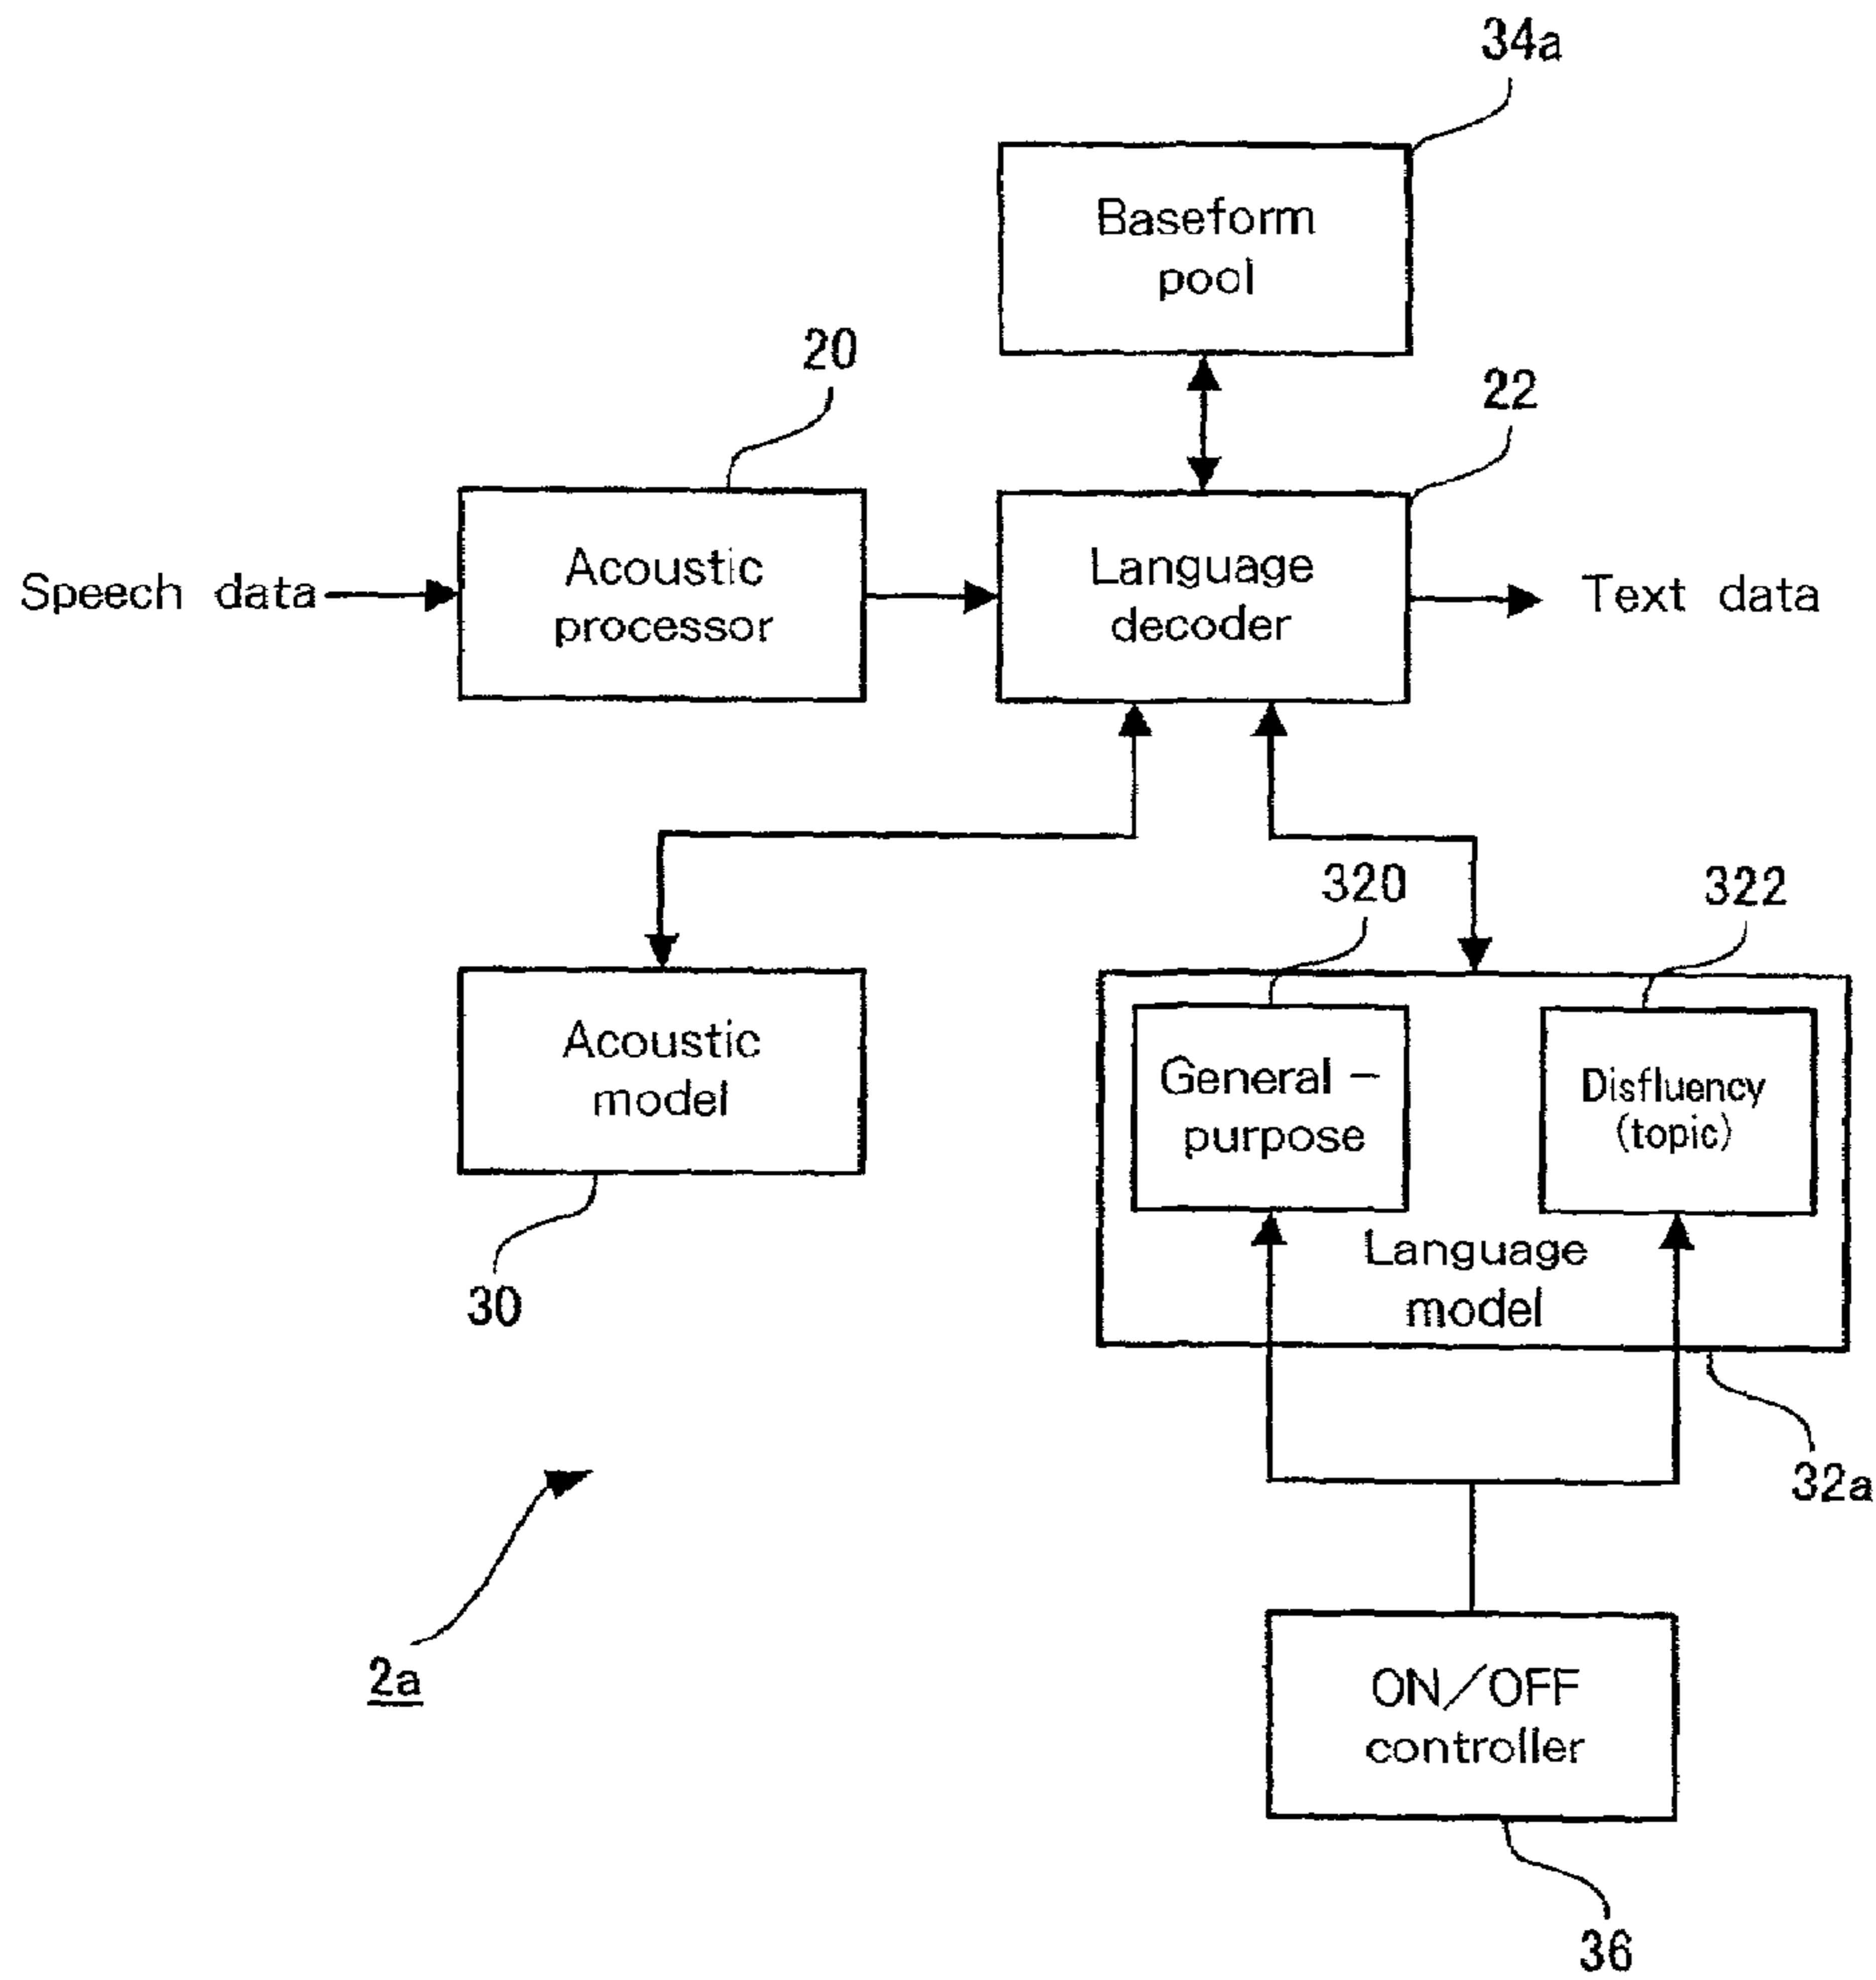 34a
Baseform
pool
20
22
Speech data
Acoustic
processor
Language
decoder
Text data
320
322
Acoustic
model
General-
purpose
Disfluency
(topic)
Language
model
30
32a
2a
ON/OFF
controller
36